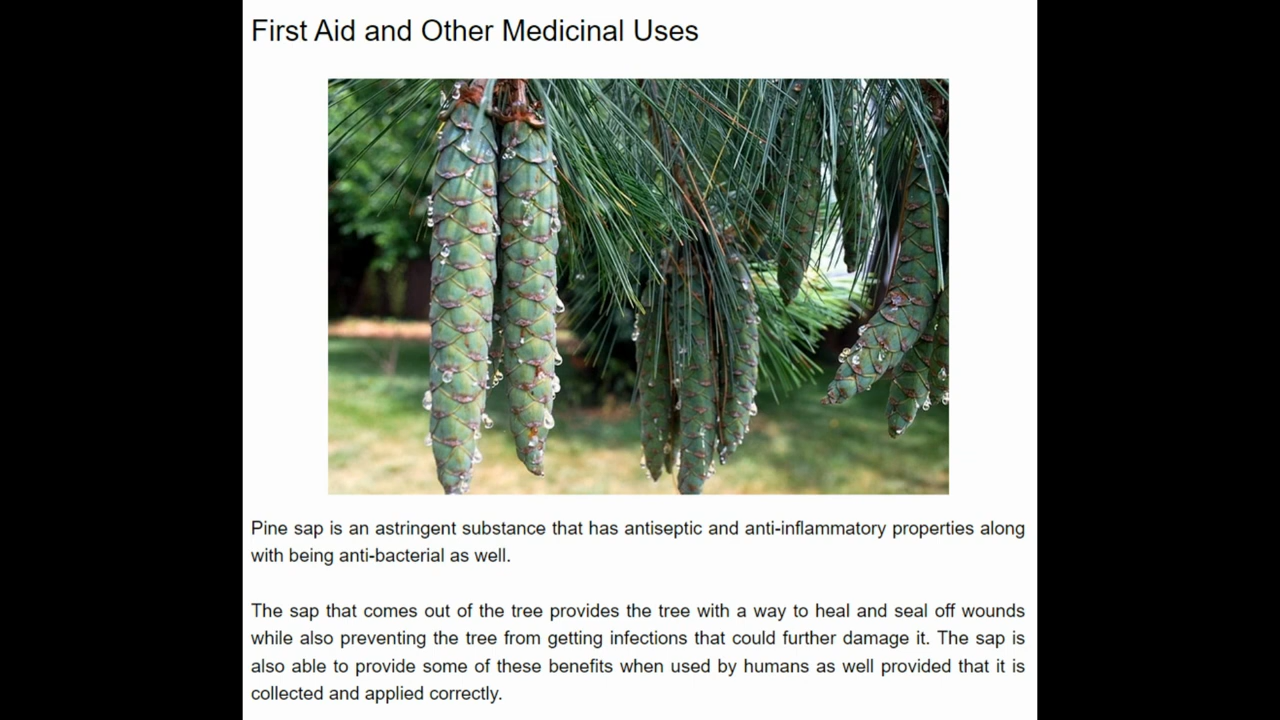 First Aid and Other Medicinal Uses
Pine sap is an astringent substance that has antiseptic and anti-inflammatory properties along
with being anti-bacterial as well.
The sap that comes out of the tree provides the tree with a way to heal and seal off wounds
while also preventing the tree from getting infections that could further damage it. The sap is
also able to provide some of these benefits when used by humans as well provided that it is
collected and applied correctly.